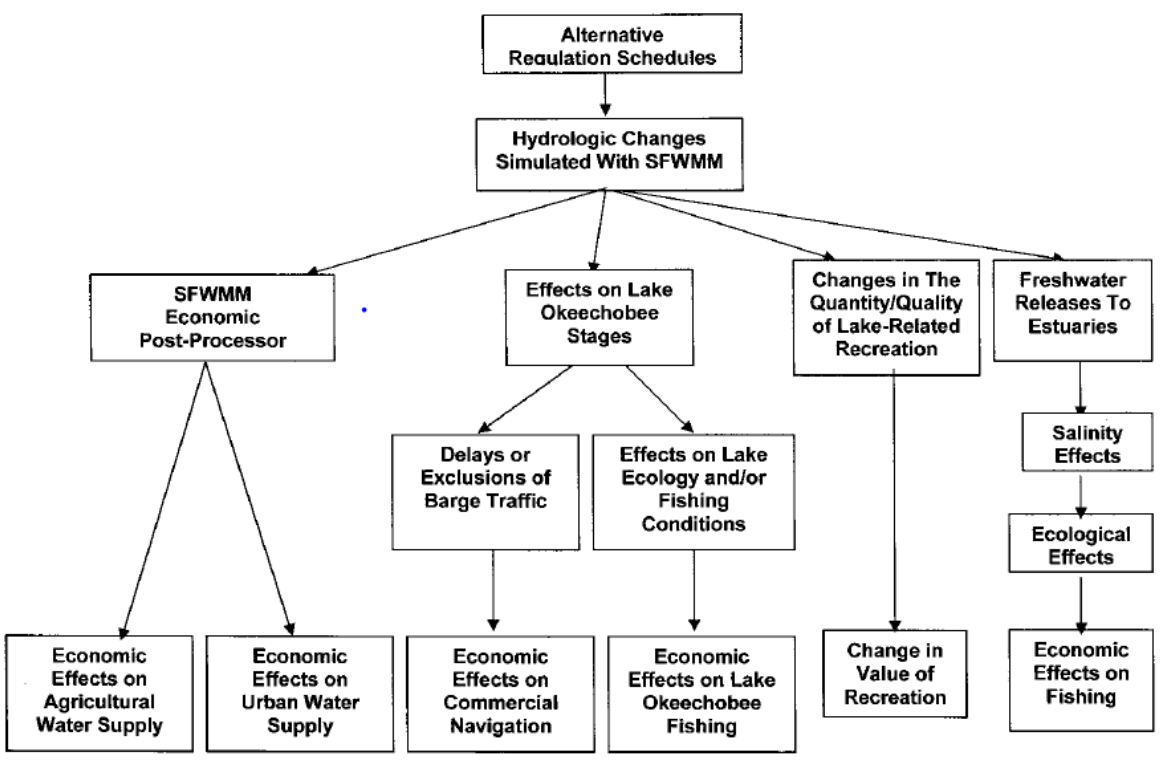 Alternative
Regulation Schedules
Hydrologic Changes
Simulated With SFWMM
SFWMM
Economic
Post-Processor
Effects on Lake
Okeechobee
Stages
Changes in The
Quantity/Quality
of Lake-Related
Recreation
Freshwater
Releases To
Estuaries
Delays or
Exclusions of
Barge Traffic
Effects on Lake
Ecology and/or
Fishing
Conditions
Salinity
Effects
Ecological
Effects
Economic
Effects on
Agricultural
Water Supply
Economic
Effects on
Urban Water
Supply
Economic
Effects on
Commercial
Navigation
Economic
Effects on Lake
Okeechobee
Fishing
Change in
Value of
Recreation
Economic
Effects on
Fishing